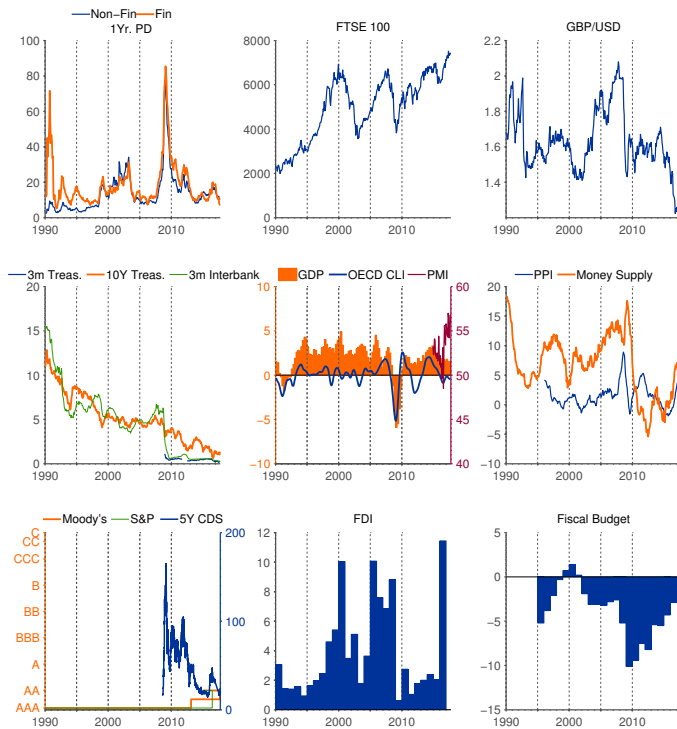 Non-Fin Fin
1Yr. PD
100
80
60
40
20
0
1990 2000 2010
FTSE 100
8000
6000
4000
2000
0
1990 2000 2010
GBP/USD
2.2
2
1.8
1.6
1.4
1990 2000 2010
3m Treas. 10Y Treas. 3m Interbank
20
15
10
5
0
1990 2000 2010
GDP OECD CLI PMI
10 60
5 55
0 50
−5 45
−10 40
1990 2000 2010
PPI Money Supply
20
15
10
5
0
−5
−10
1990 2000 2010
Moody's S&P 5Y CDS
C 200
CC
CCC
B
BB 100
BBB
A
AA
AAA 0
1990 2000 2010
FDI
12
10
8
6
4
2
0
1990 2000 2010
Fiscal Budget
5
0
−5
−10
−15
1990 2000 2010